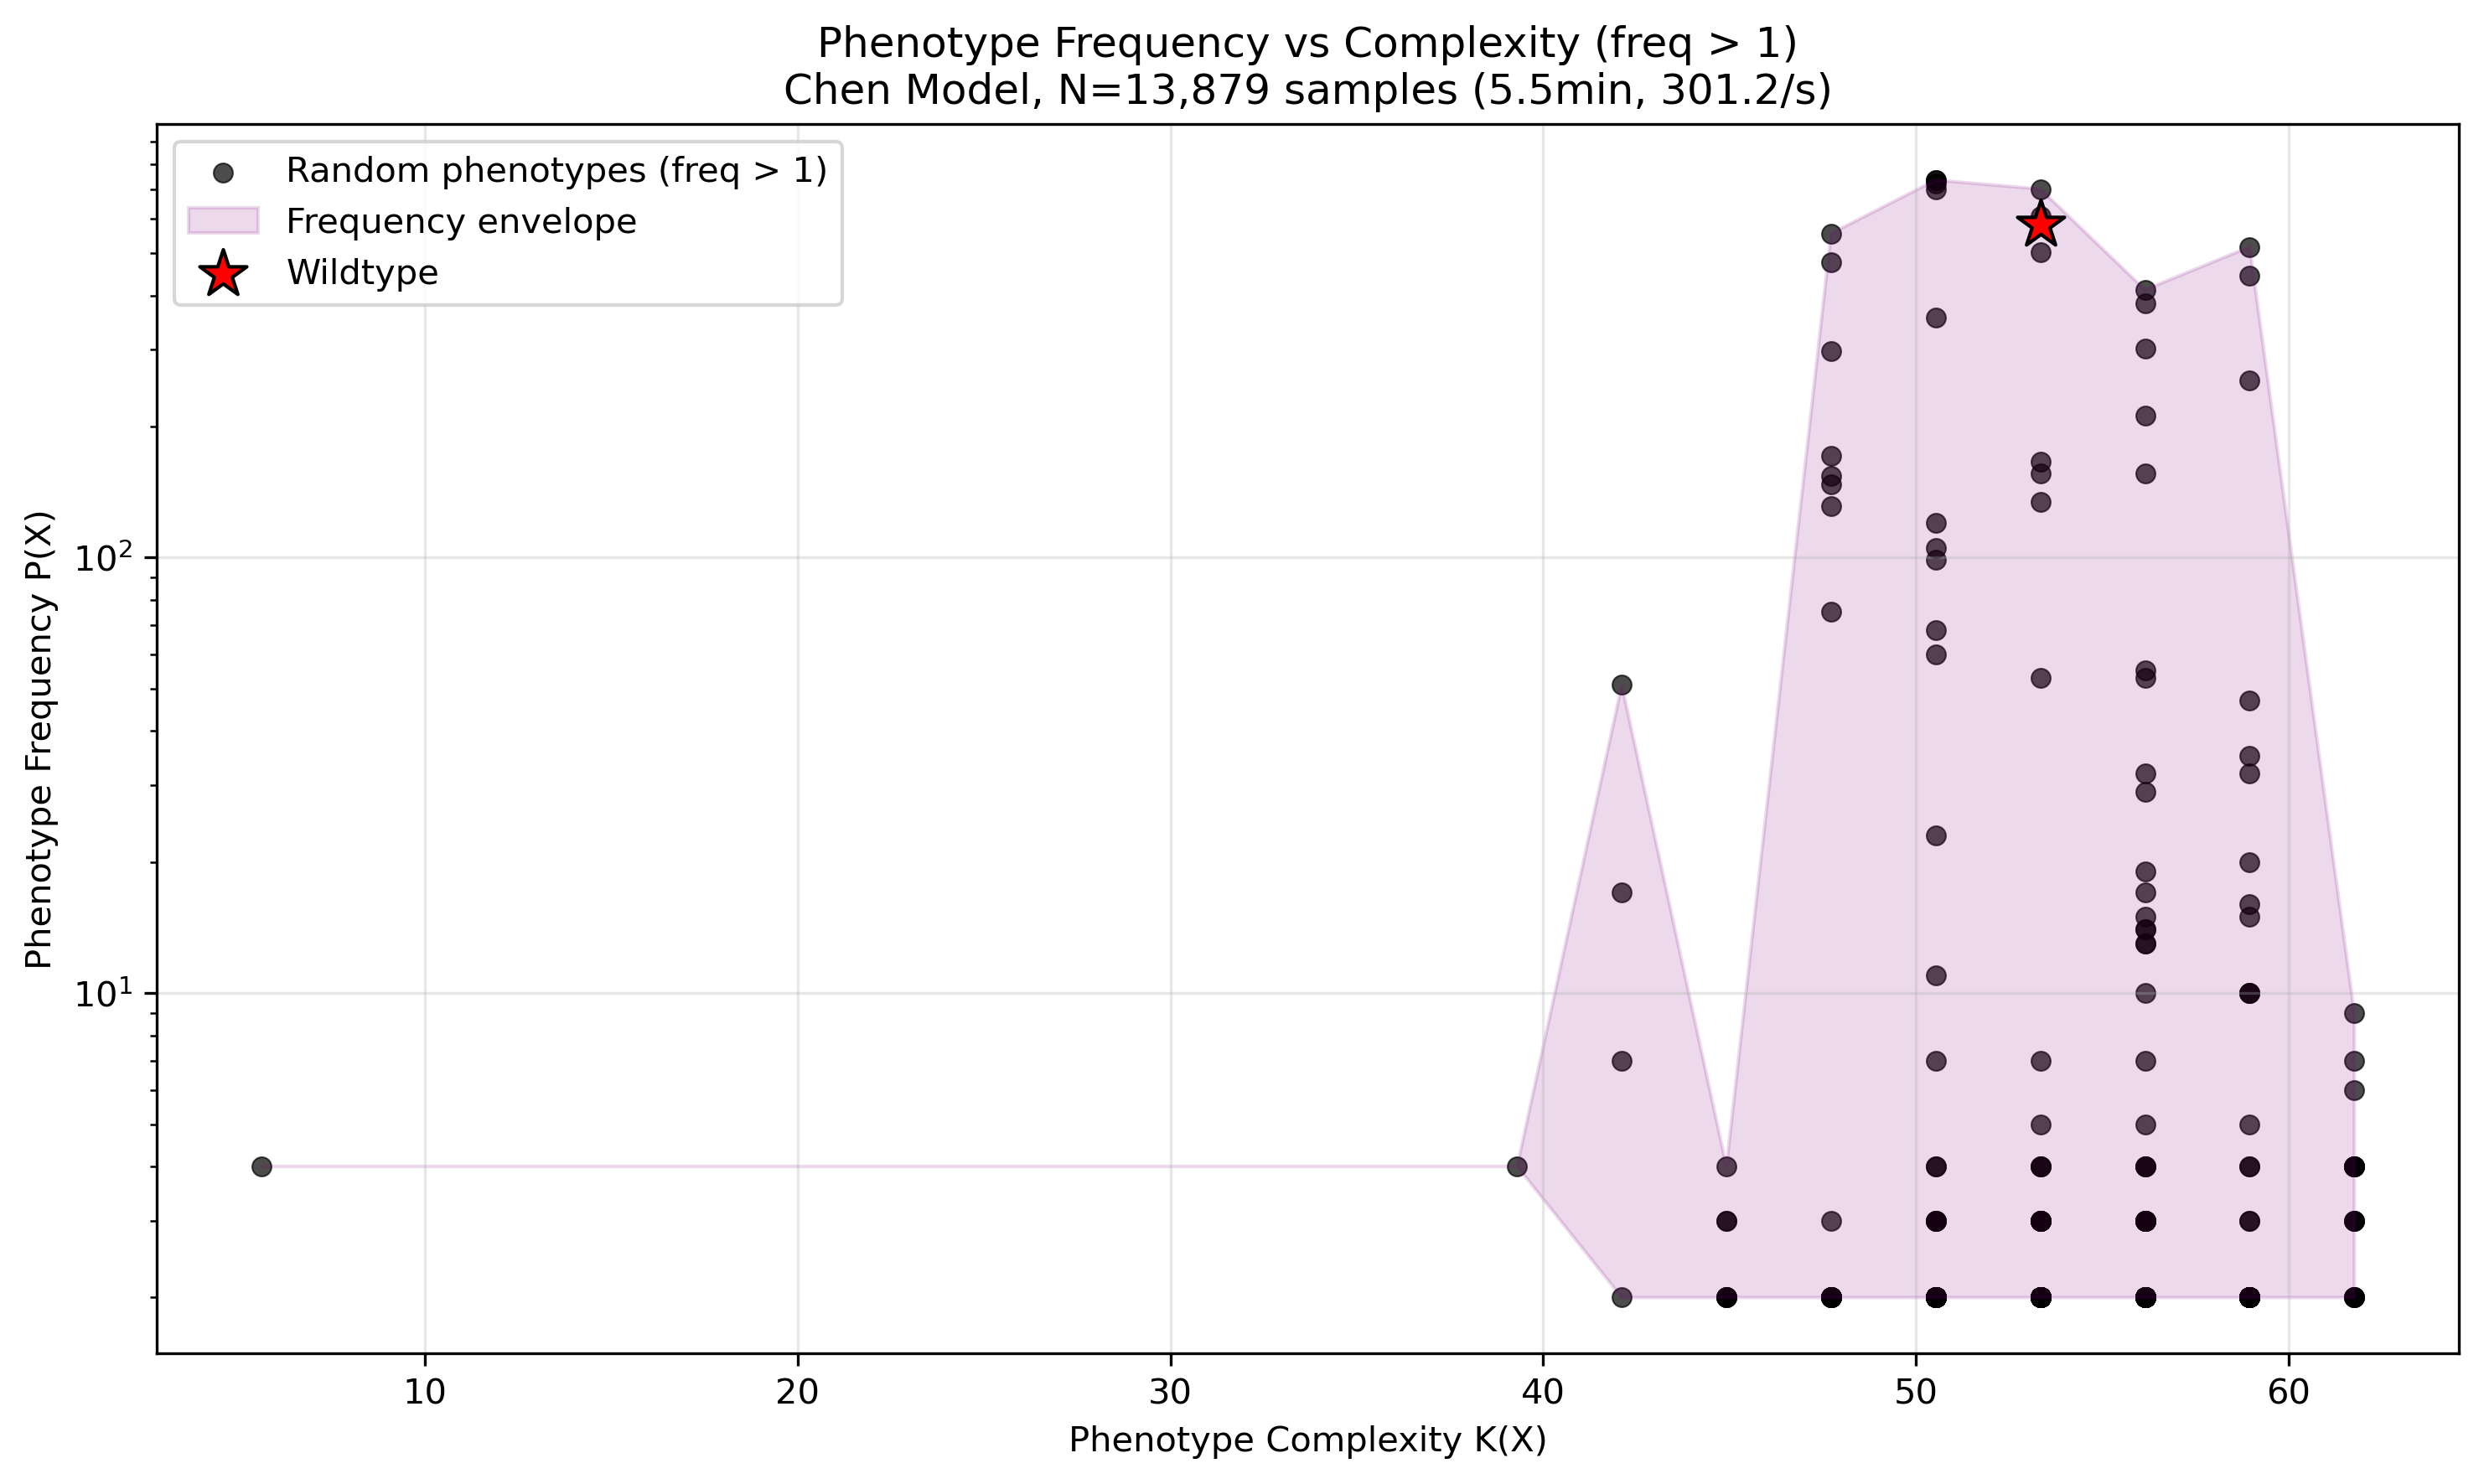 Phenotype Frequency vs Complexity (freq > 1)
Chen Model, N=13,879 samples (5.5min, 301.2/s)
Random phenotypes (freq > 1)
Frequency envelope
Wildtype
Phenotype Frequency P(X)
10²
10¹
10
20
30
40
50
60
Phenotype Complexity K(X)